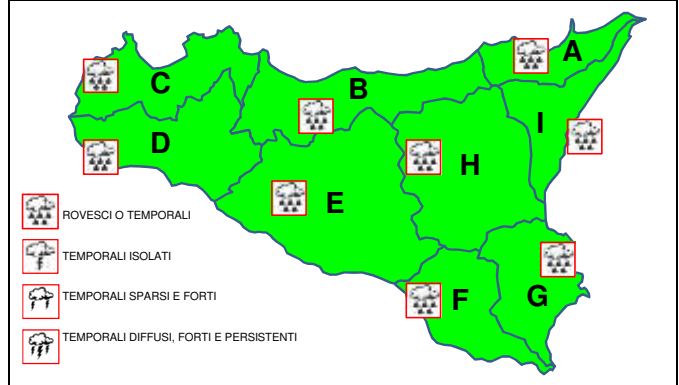 A
B
C
I
D
H
E
ROVESCI O TEMPORALI
TEMPORALI ISOLATI
F
G
TEMPORALI SPARSI E FORTI
TEMPORALI DIFFUSI, FORTI E PERSISTENTI